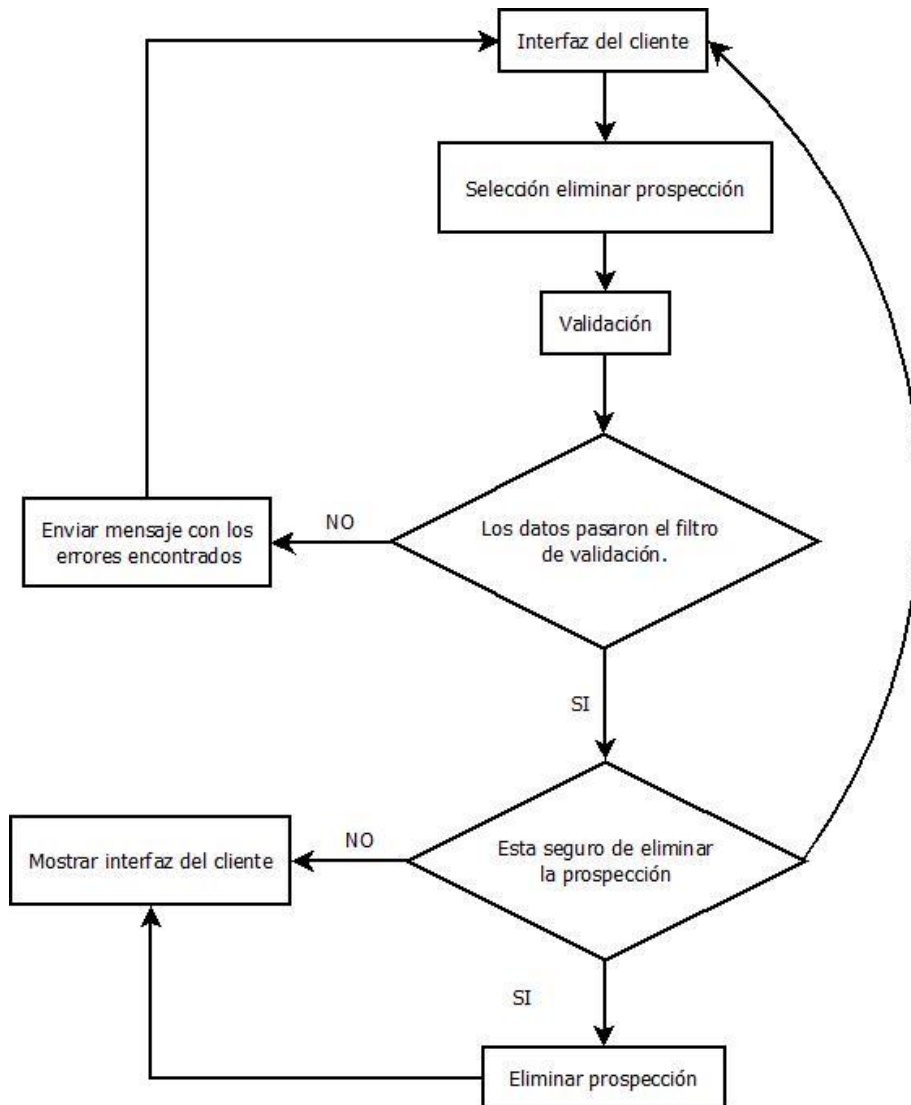 Interfaz del cliente
Selección eliminar prospección
Validación
Los datos pasaron el filtro
de validación.
NO
Enviar mensaje con los
errores encontrados
SI
Esta seguro de eliminar
la prospección
NO
Mostrar interfaz del cliente
SI
Eliminar prospección